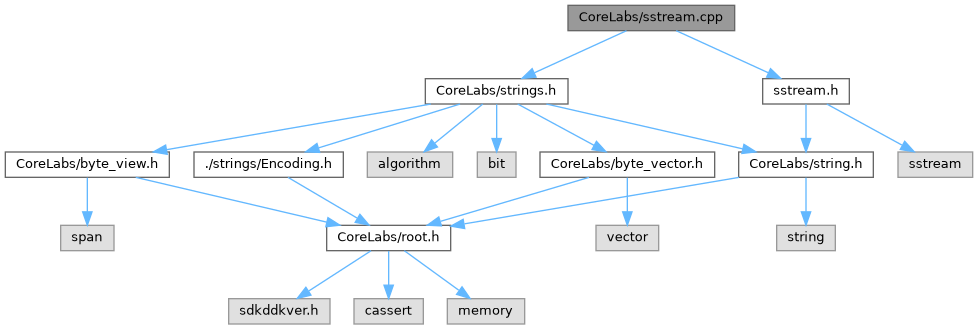 CoreLabs/sstream.cpp
CoreLabs/strings.h
sstream.h
CoreLabs/byte_view.h
./strings/Encoding.h
algorithm
bit
CoreLabs/byte_vector.h
CoreLabs/string.h
sstream
span
CoreLabs/root.h
vector
string
sdkddkver.h
cassert
memory